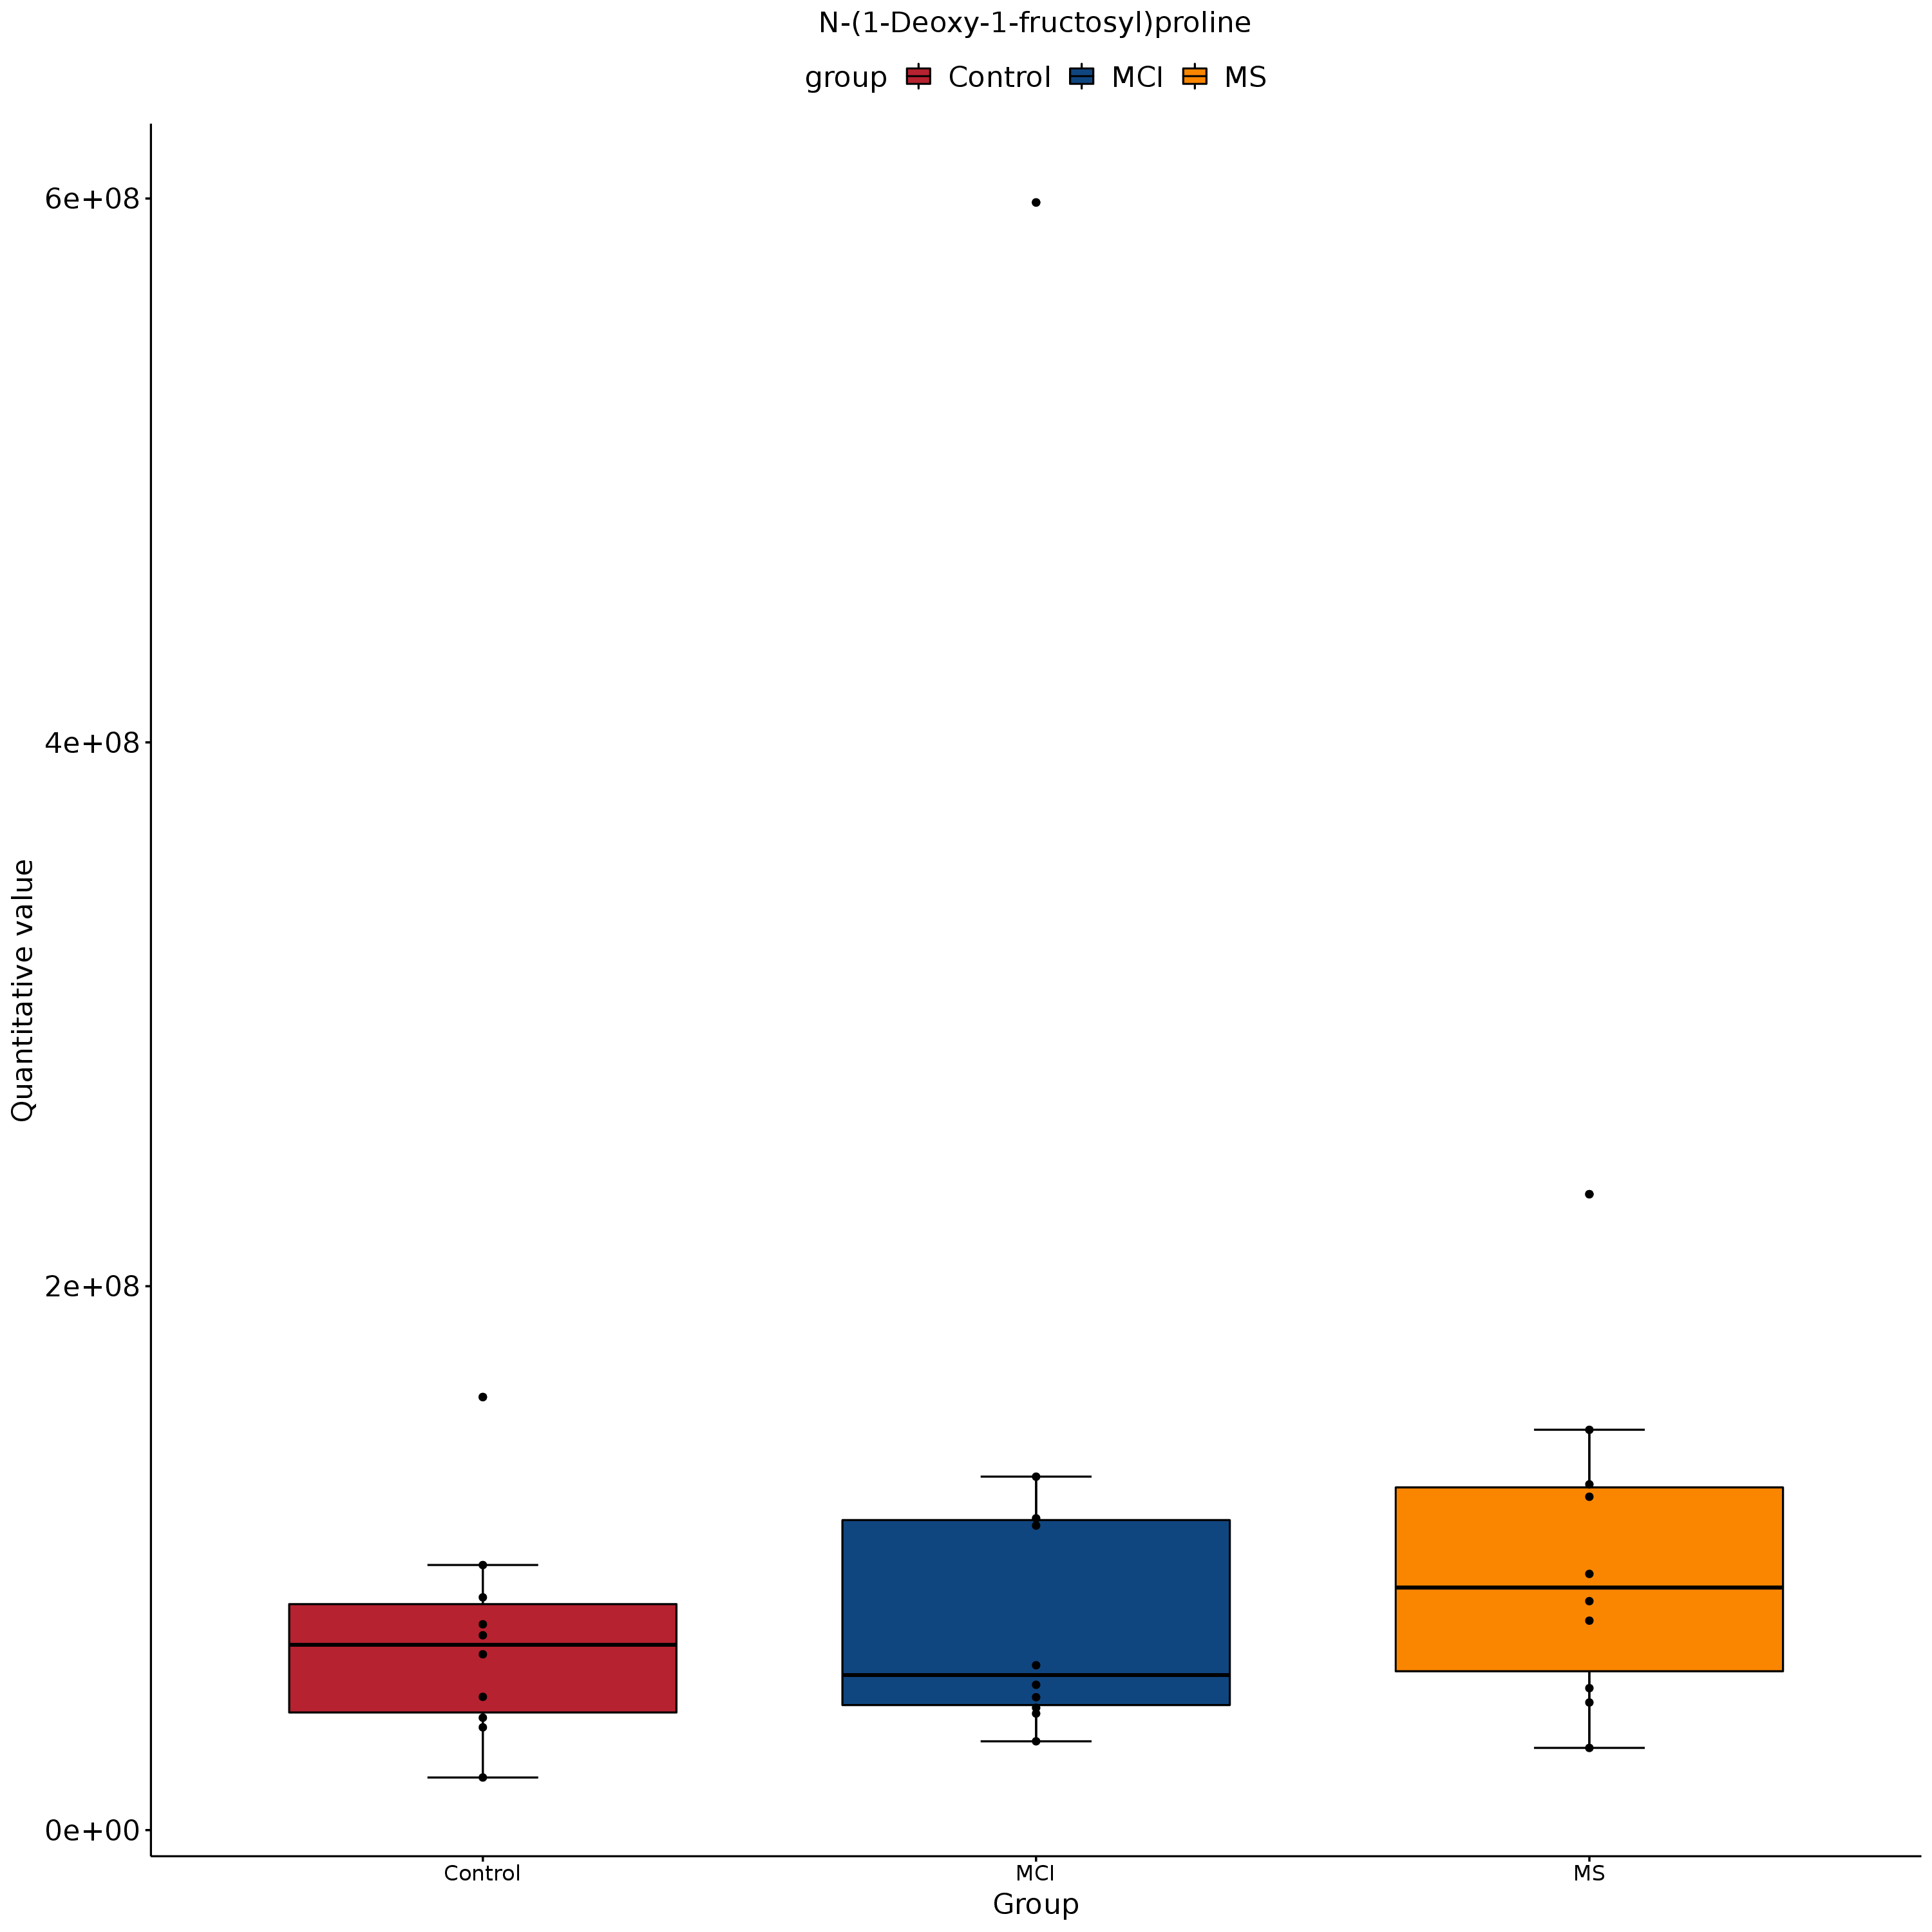 N-(1-Deoxy-1-fructosyl)proline
group Control MCI MS
6e+08
4e+08
2e+08
0e+00
Quantitative value
Control MCI MS
Group